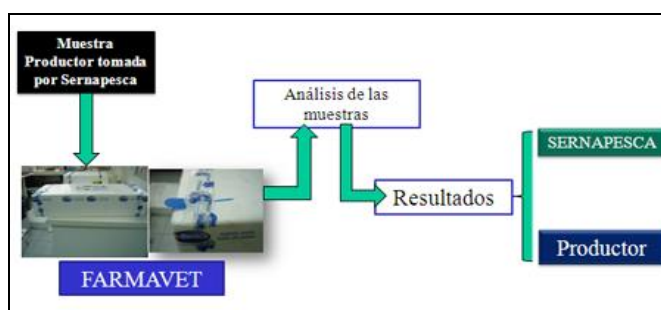 Muestra
Productor tomada
por Sernapesca
Análisis de las
muestras
SERNAPESCA
Resultados
Productor
FARMAVET